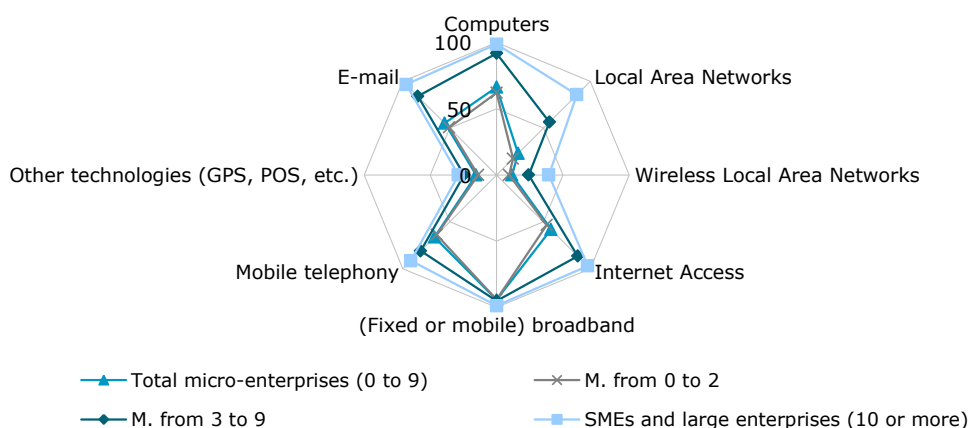 Computers
100
E-mail
Local Area Networks
50
Other technologies (GPS, POS, etc.)
0
Wireless Local Area Networks
Mobile telephony
Internet Access
(Fixed or mobile) broadband
Total micro-enterprises (0 to 9)
M. from 0 to 2
M. from 3 to 9
SMEs and large enterprises (10 or more)